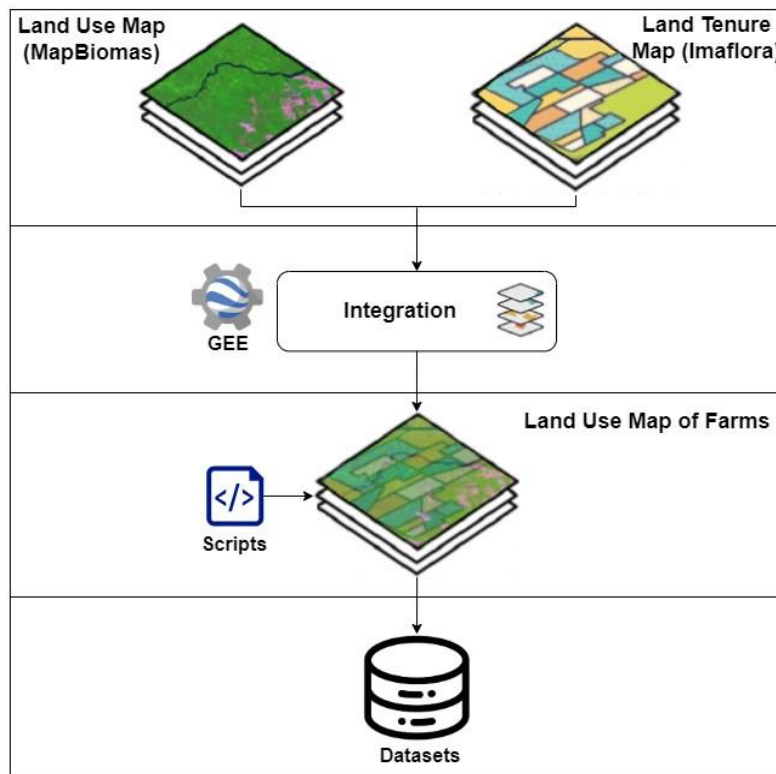 Land Use Map
(MapBiomas)
Land Tenure
Map (Imaflora)
Integration
GEE
Land Use Map of Farms
</>
Scripts
Datasets